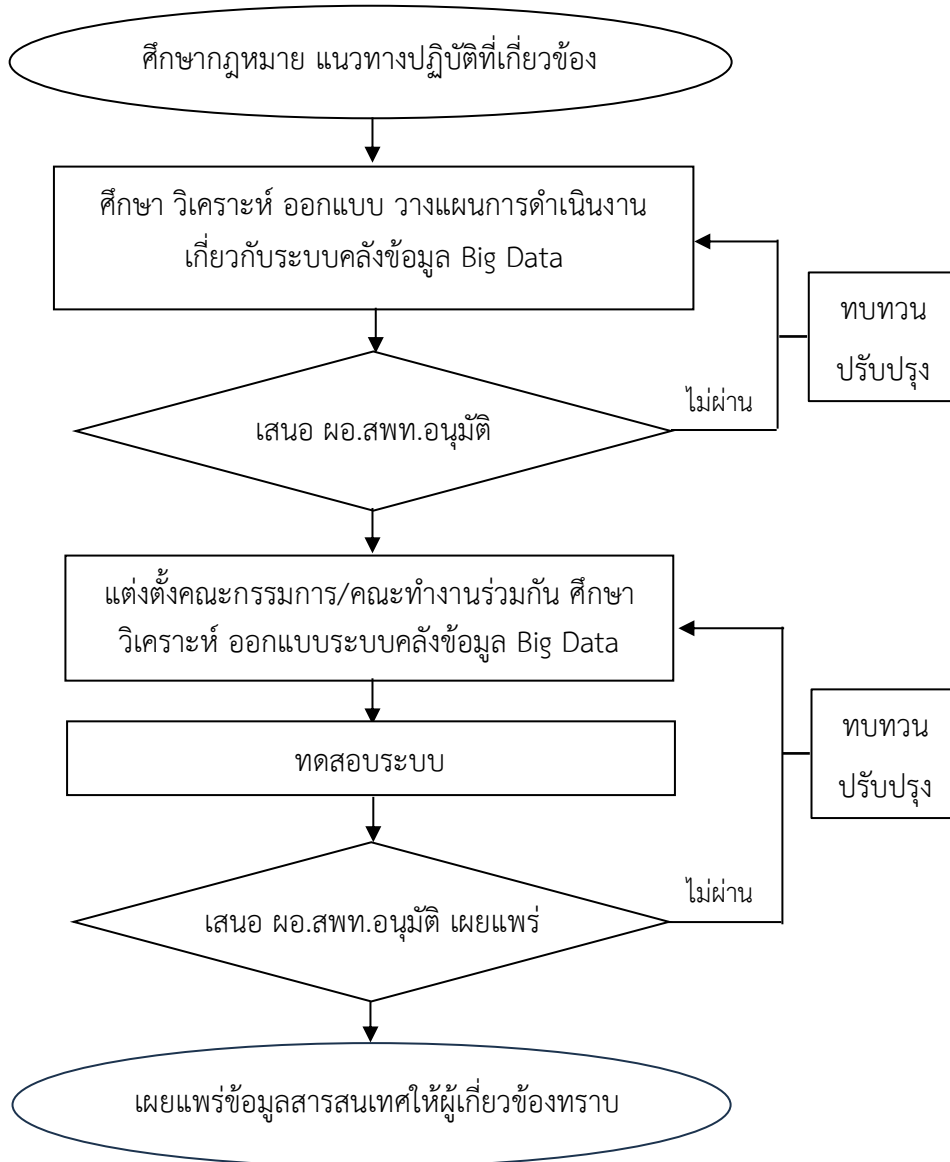 ศึกษากฎหมาย แนวทางปฏิบัติที่เกี่ยวข้อง
ศึกษา วิเคราะห์ ออกแบบ วางแผนการดำเนินงาน
เกี่ยวกับระบบคลังข้อมูล Big Data
ทบทวน
ปรับปรุง
ไม่ผ่าน
เสนอ ผอ.สพท.อนุมัติ
แต่งตั้งคณะกรรมการ/คณะทำงานร่วมกัน ศึกษา
วิเคราะห์ ออกแบบระบบคลังข้อมูล Big Data
ทบทวน
ปรับปรุง
ทดสอบระบบ
ไม่ผ่าน
เสนอ ผอ.สพท.อนุมัติ เผยแพร่
เผยแพร่ข้อมูลสารสนเทศให้ผู้เกี่ยวข้องทราบ